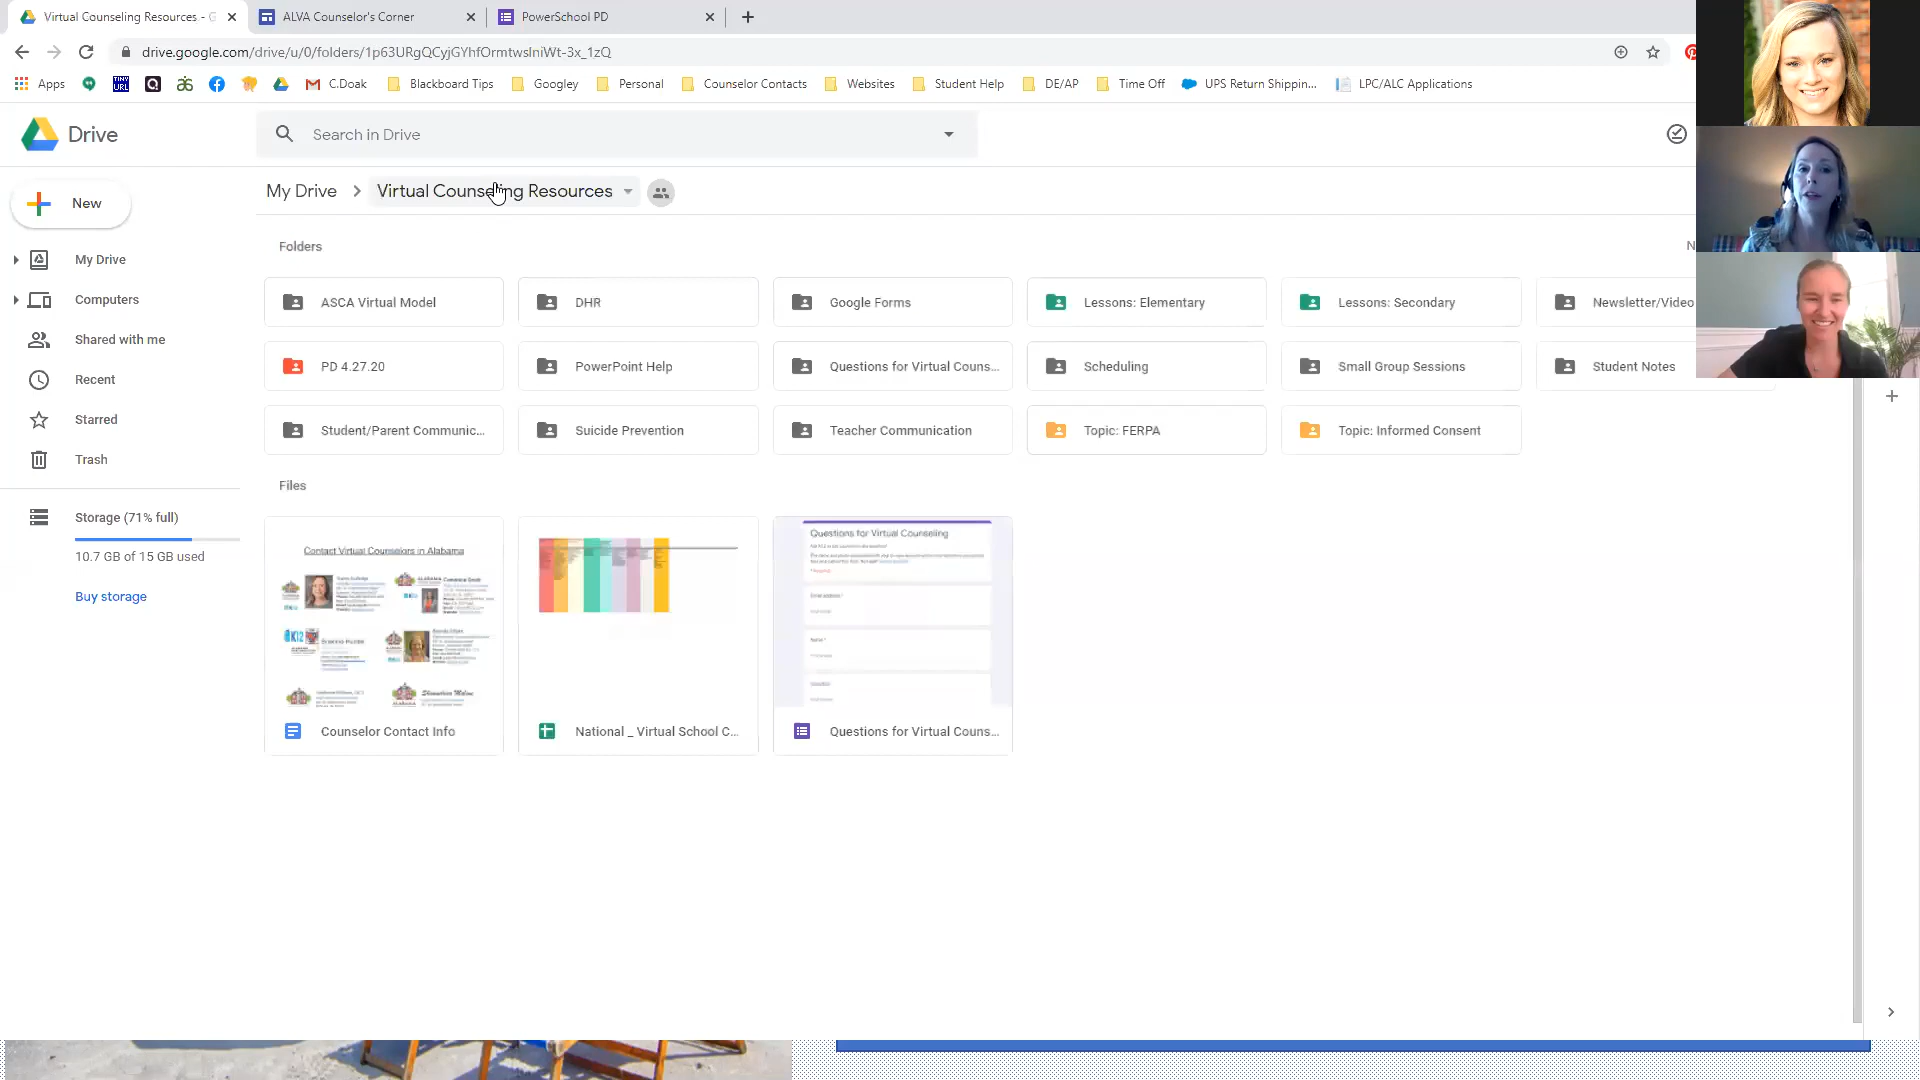 Virtual Counseling Resources - G
ALVA Counselor's Corner
PowerSchool PD
drive.google.com/drive/u/0/folders/1p63URgQCyjGYhfOrmtwslniWt-3x_1zQ
Apps
TINY URL
C.Doak
Blackboard Tips
Googley
Personal
Counselor Contacts
Websites
Student Help
DE/AP
Time Off
UPS Return Shippin...
LPC/ALC Applications
Drive
Search in Drive
New
My Drive
Computers
Shared with me
Recent
Starred
Trash
Storage (71% full)
10.7 GB of 15 GB used
Buy storage
My Drive > Virtual Counseling Resources
Folders
N
ASCA Virtual Model
DHR
Google Forms
Lessons: Elementary
Lessons: Secondary
Newsletter/Video
PD 4.27.20
PowerPoint Help
Questions for Virtual Couns...
Scheduling
Small Group Sessions
Student Notes
Student/Parent Communic...
Suicide Prevention
Teacher Communication
Topic: FERPA
Topic: Informed Consent
Files
Contact Virtual Counselors in Alabama
Questions for Virtual Counseling
Email address *
Name *
Counselor Contact Info
National _ Virtual School C...
Questions for Virtual Couns...